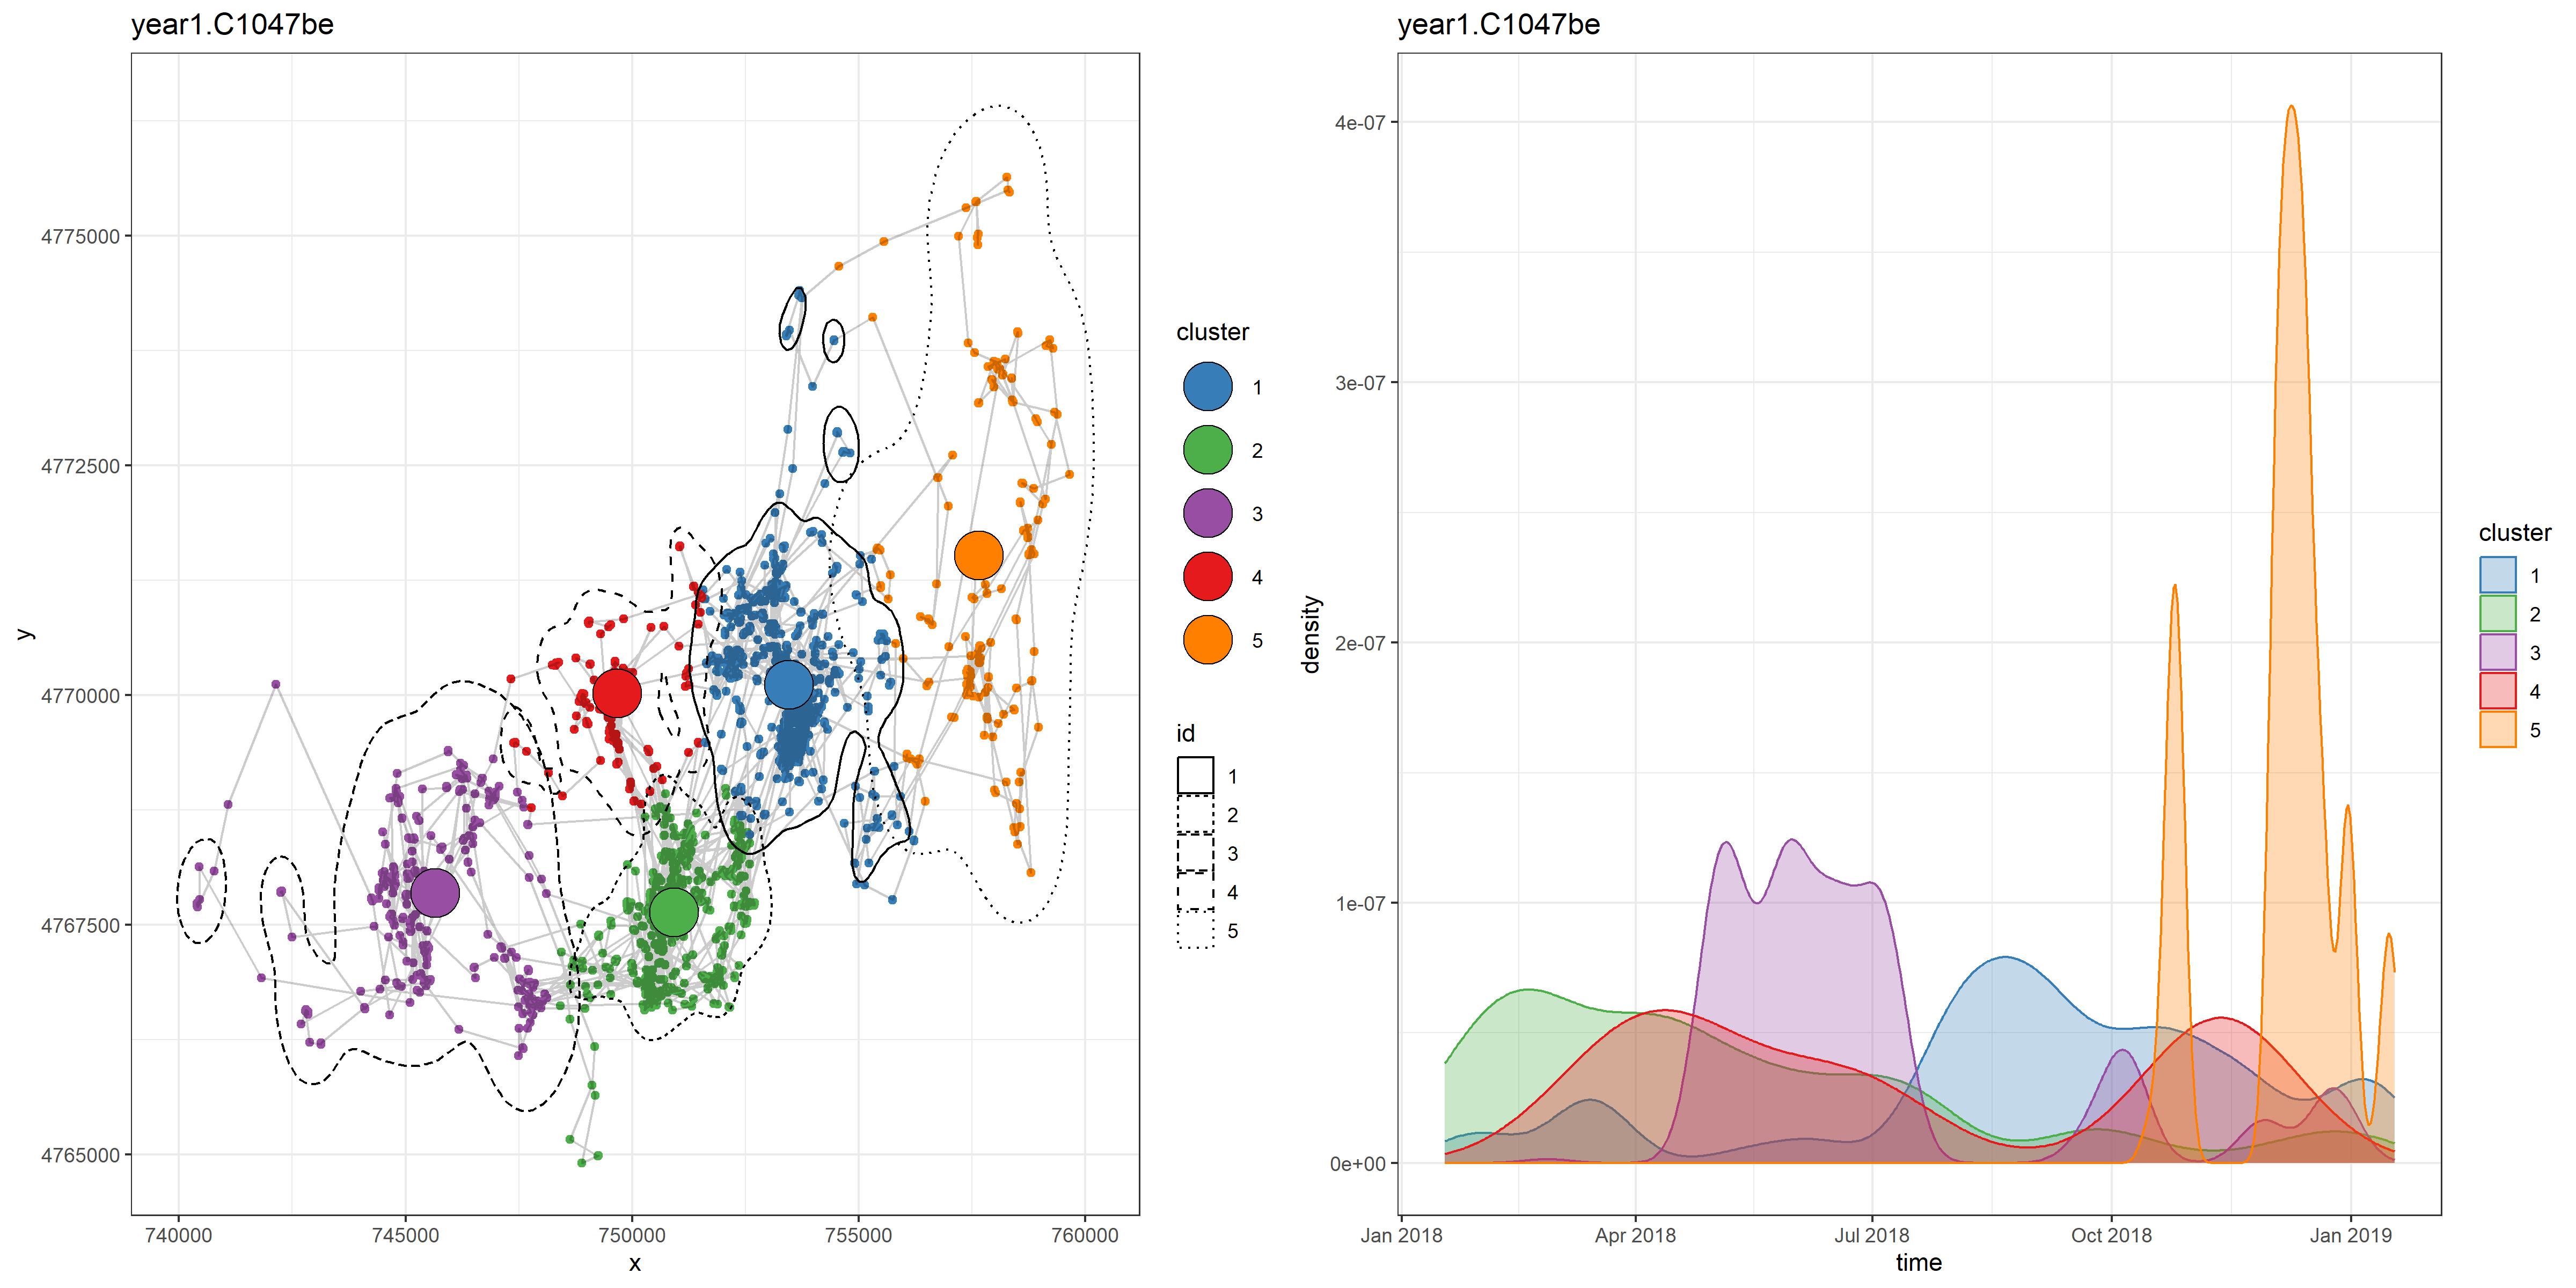 year1.C1047be
4775000
4772500
4770000
4767500
4765000
y
740000 745000 750000 755000 760000
x
cluster
1
2
3
4
5
id
1
2
3
4
5
year1.C1047be
4e-07
3e-07
2e-07
1e-07
0e+00
density
Jan 2018 Apr 2018 Jul 2018 Oct 2018 Jan 2019
time
cluster
1
2
3
4
5